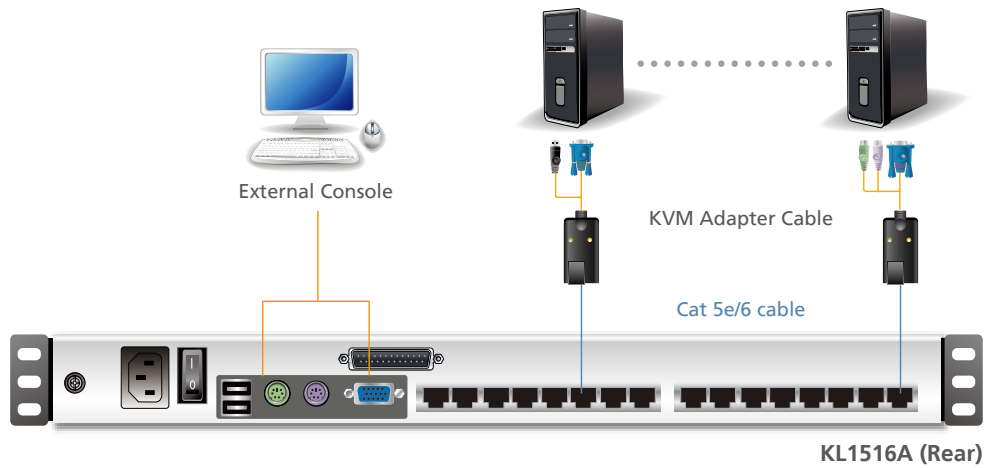 External Console
KVM Adapter Cable
Cat 5e/6 cable
I
O
KL1516A (Rear)